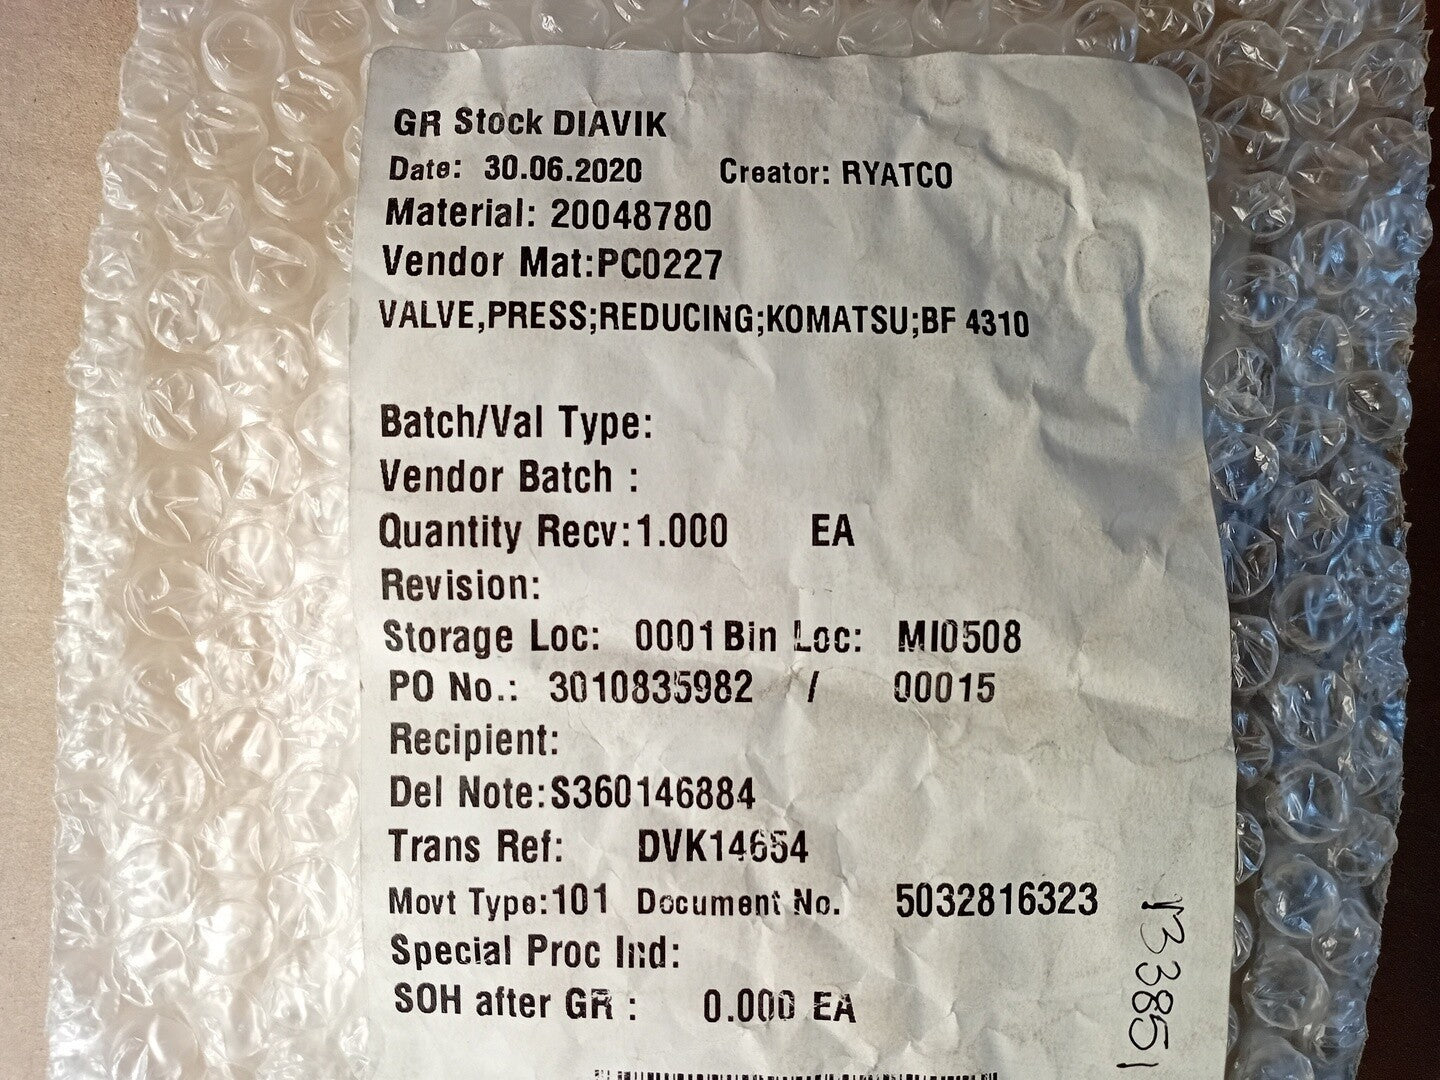 GR Stock DIAVIK
Date: 30.06.2020 Creator: RYATCO
Material: 20048780
Vendor Mat:PC0227
VALVE,PRESS;REDUCING;KOMATSU;BF 4310
Batch/Val Type:
Vendor Batch :
Quantity Recv:1.000 EA
Revision:
Storage Loc: 0001 Bin Loc: MI0508
PO No.: 3010835982 / 00015
Recipient:
Del Note:S360146884
Trans Ref: DVK14654
Movt Type:101 Document No. 5032816323
Special Proc Ind:
SOH after GR : 0.000 EA